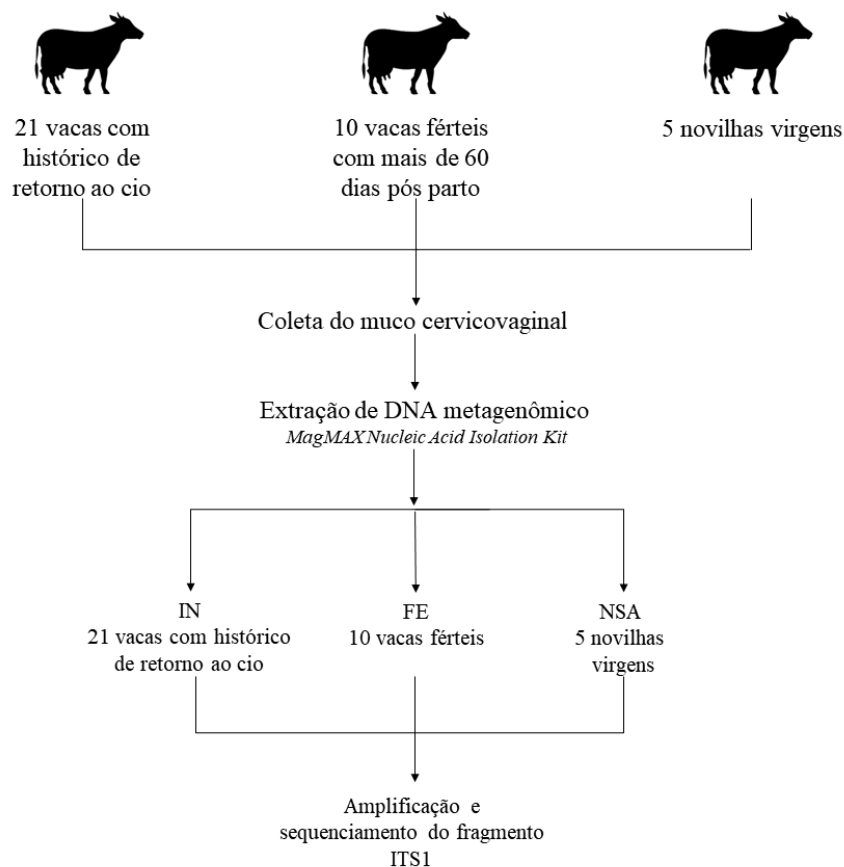 21 vacas com
histórico de
retorno ao cio
10 vacas férteis
com mais de 60
dias pós parto
5 novilhas virgens
Coleta do muco cervicovaginal
Extração de DNA metagenômico
MagMAX Nucleic Acid Isolation Kit
IN
21 vacas com histórico
de retorno ao cio
FE
10 vacas férteis
NSA
5 novilhas
virgens
Amplificação e
sequenciamento do fragmento
ITS1